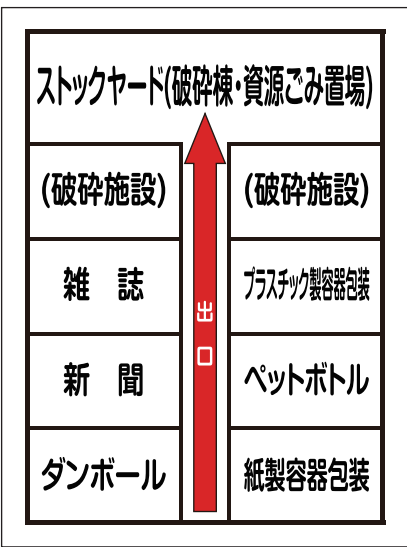 ストックヤード(破砕棟・資源ごみ置場)
(破砕施設)
(破砕施設)
雑 誌
プラスチック製容器包装
出口
新 聞
ペットボトル
ダンボール
紙製容器包装